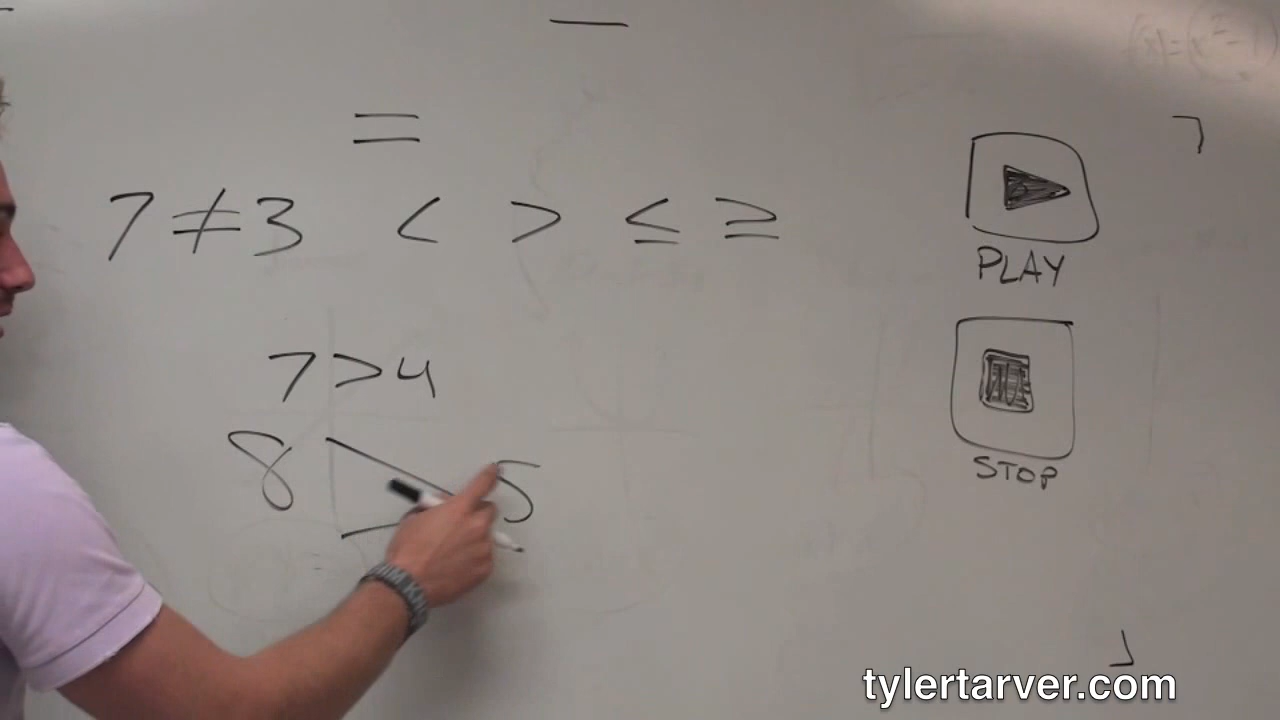 =
7 ≠ 3 < > ≤ ≥
PLAY
7 > 4
8 > 5
STOP
tylertarver.com